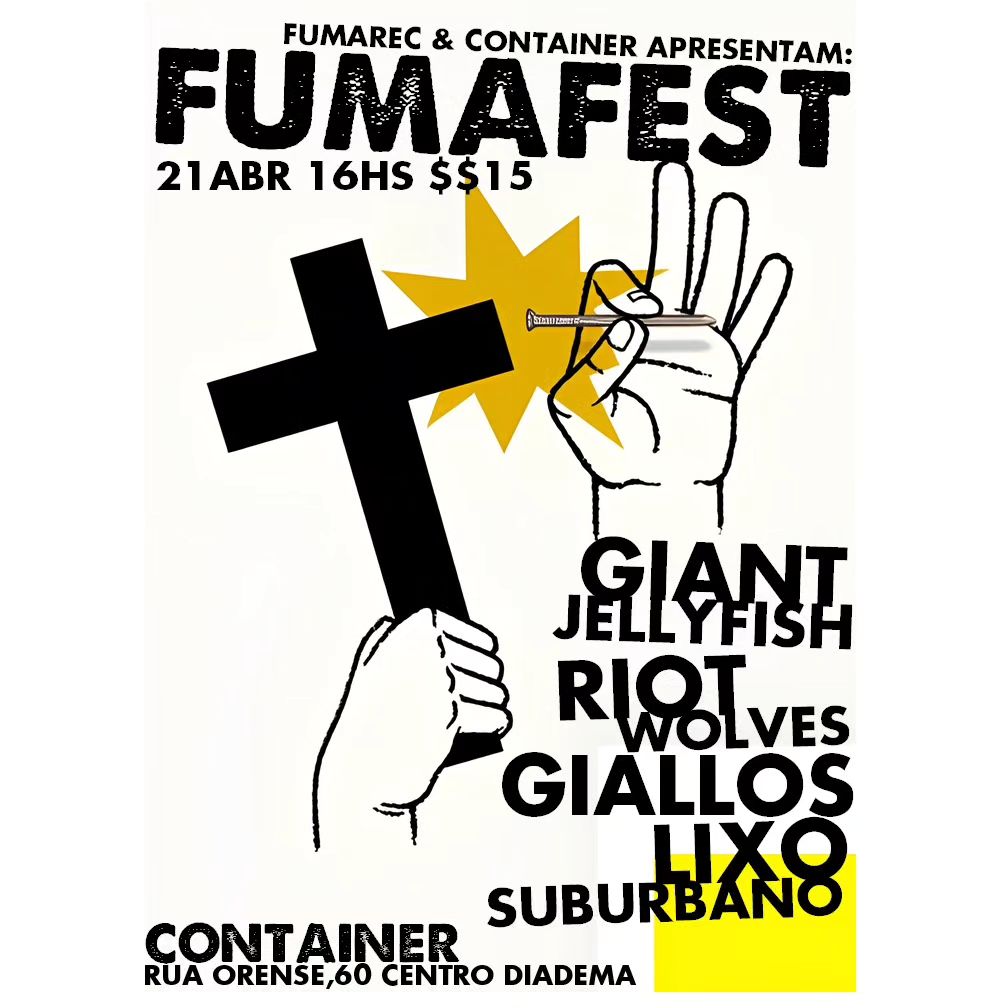 FUMAREC & CONTAINER APRESENTAM:
FUMAFEST
21ABR 16HS $$15
GIANT
JELLYFISH
RIOT
WOLVES
GIALLOS
LIXO
SUBURBANO
CONTAINER
RUA ORENSE,60 CENTRO DIADEMA